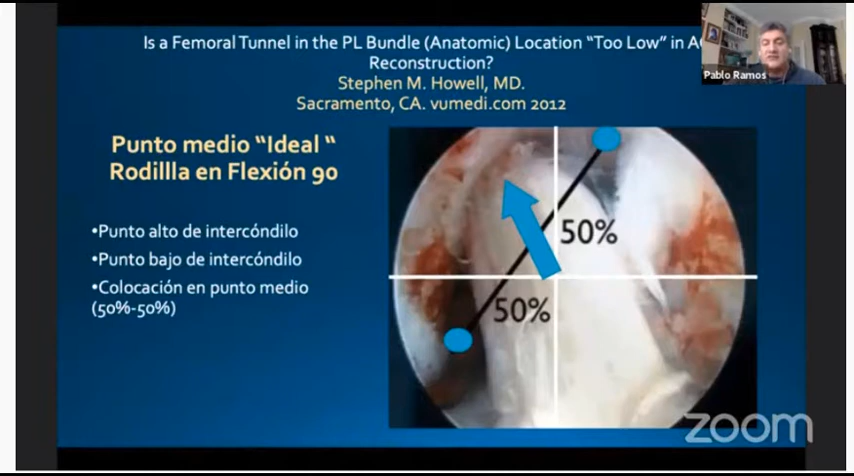 Is a Femoral Tunnel in the PL Bundle (Anatomic) Location "Too Low" in
Reconstruction?
Stephen M. Howell, MD.
Sacramento, CA. vumedi.com 2012
Pablo Ramos
Punto medio "Ideal "
Rodillla en Flexión 90
•Punto alto de intercóndilo
•Punto bajo de intercóndilo
•Colocación en punto medio
(50%-50%)
50%
50%
zoom